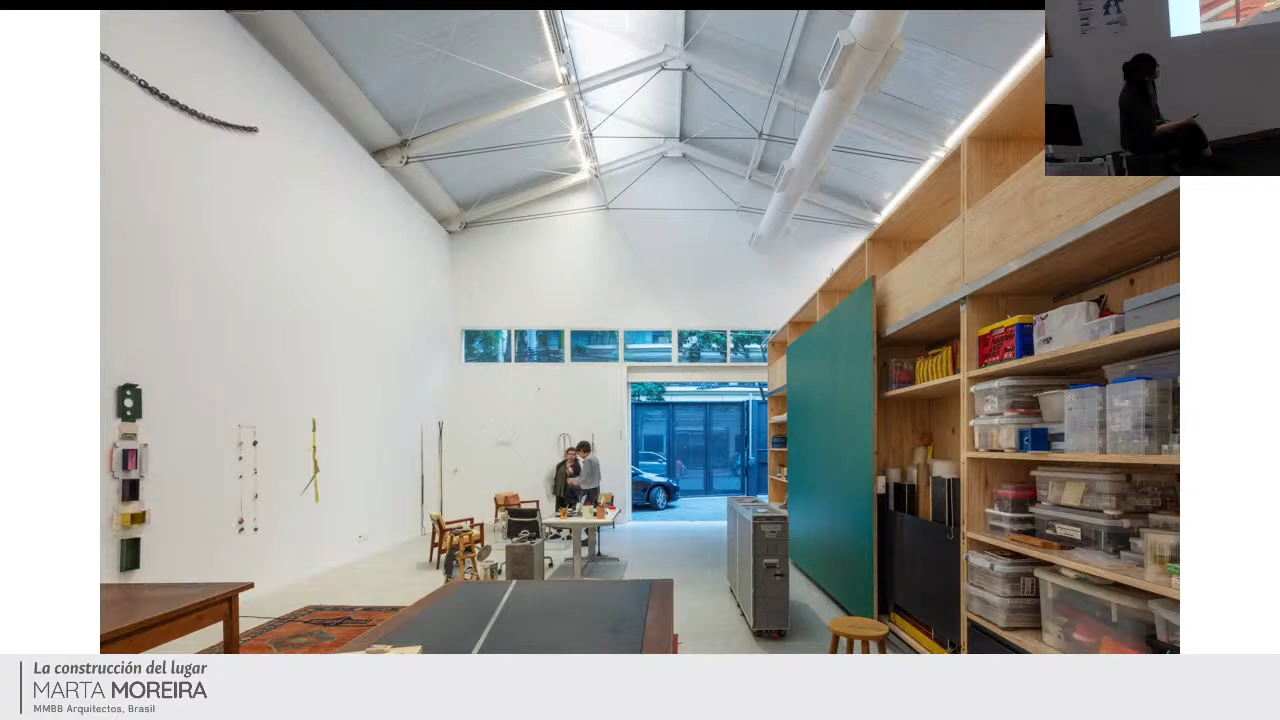 La construcción del lugar
MARTA MOREIRA
MMBB Arquitectos, Brasil